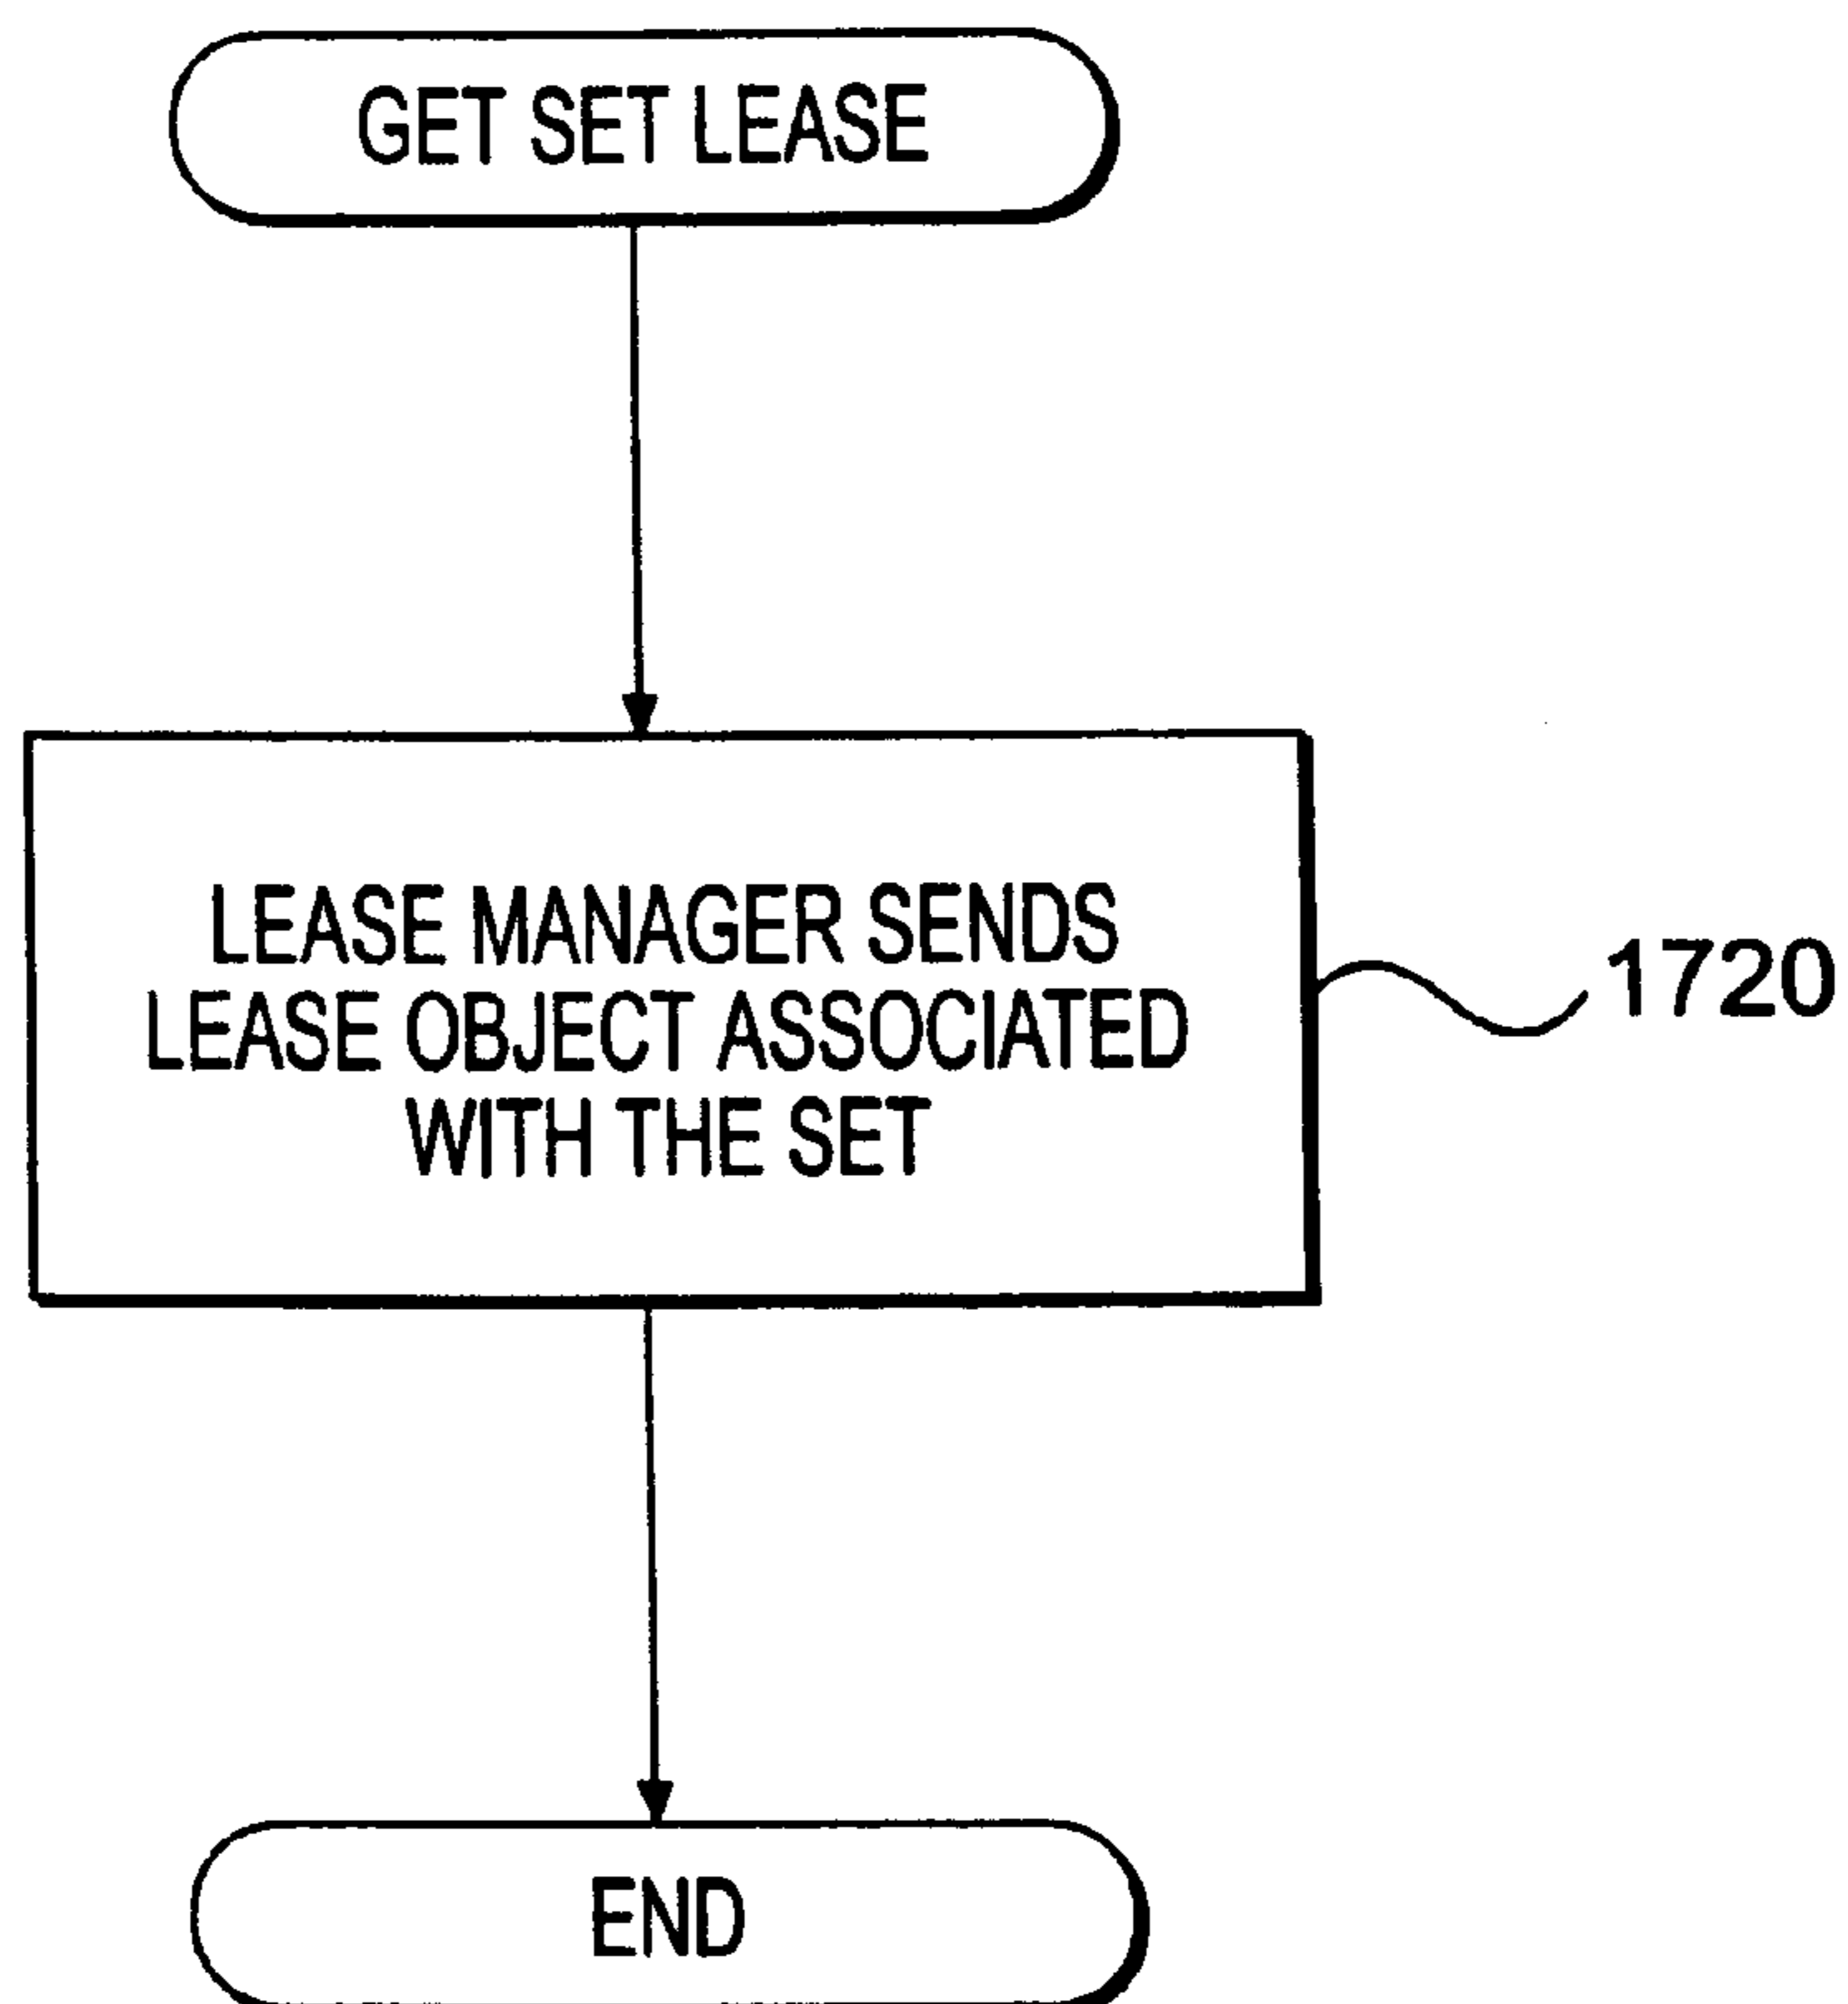 GET SET LEASE
LEASE MANAGER SENDS
LEASE OBJECT ASSOCIATED
WITH THE SET
1720
END